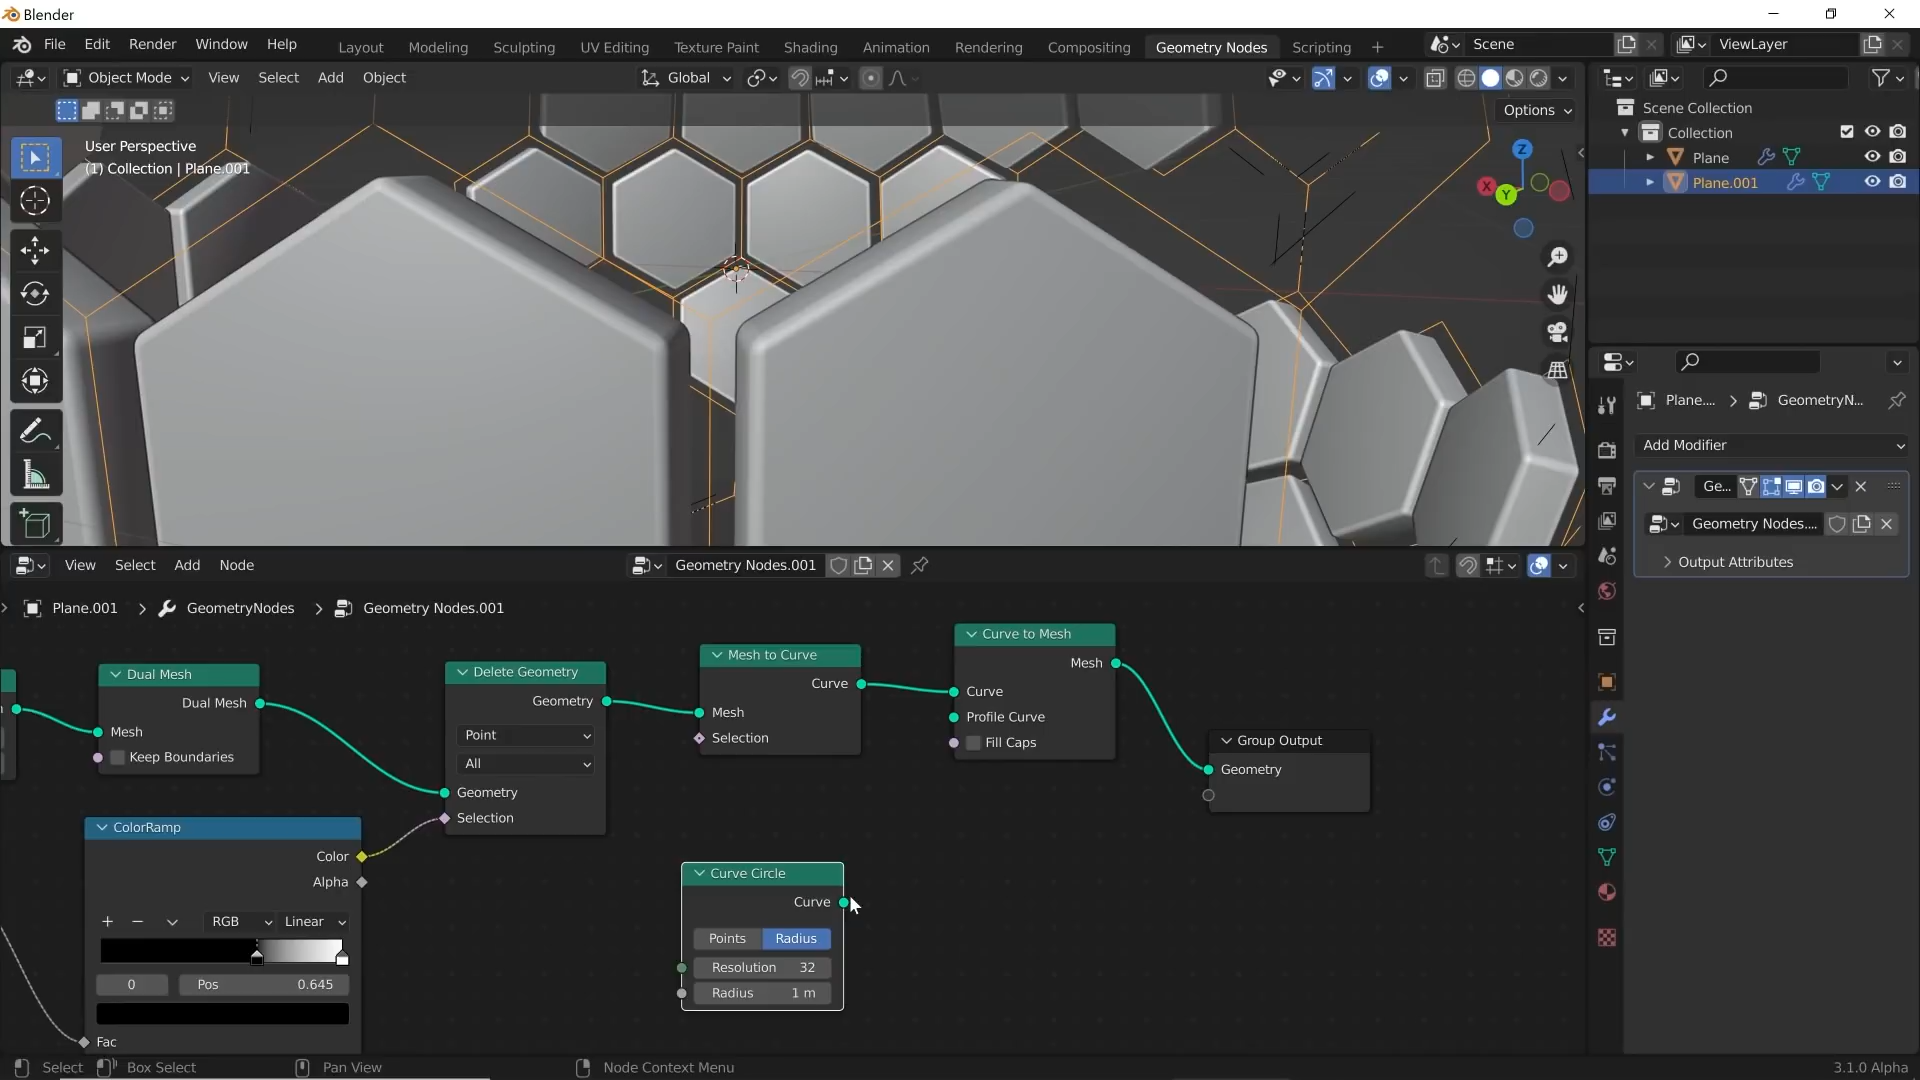 Blender
File Edit Render Window Help
Layout Modeling Sculpting UV Editing Texture Paint Shading Animation Rendering Compositing Geometry Nodes Scripting +
Scene
ViewLayer
Object Mode View Select Add Object
Global
Options
User Perspective
(1) Collection | Plane.001
Z
X
Y
Scene Collection
Collection
Plane
Plane.001
Plane.... > GeometryN...
Add Modifier
Ge...
Geometry Nodes....
Output Attributes
View Select Add Node
Geometry Nodes.001
Plane.001 > GeometryNodes > Geometry Nodes.001
Dual Mesh
Dual Mesh
Mesh
Keep Boundaries
Delete Geometry
Geometry
Point
All
Geometry
Selection
Mesh to Curve
Curve
Mesh
Selection
Curve to Mesh
Mesh
Curve
Profile Curve
Fill Caps
Group Output
Geometry
ColorRamp
Color
Alpha
+ − RGB Linear
0 Pos 0.645
Fac
Curve Circle
Curve
Points Radius
Resolution 32
Radius 1 m
Select Box Select Pan View Node Context Menu
3.1.0 Alpha